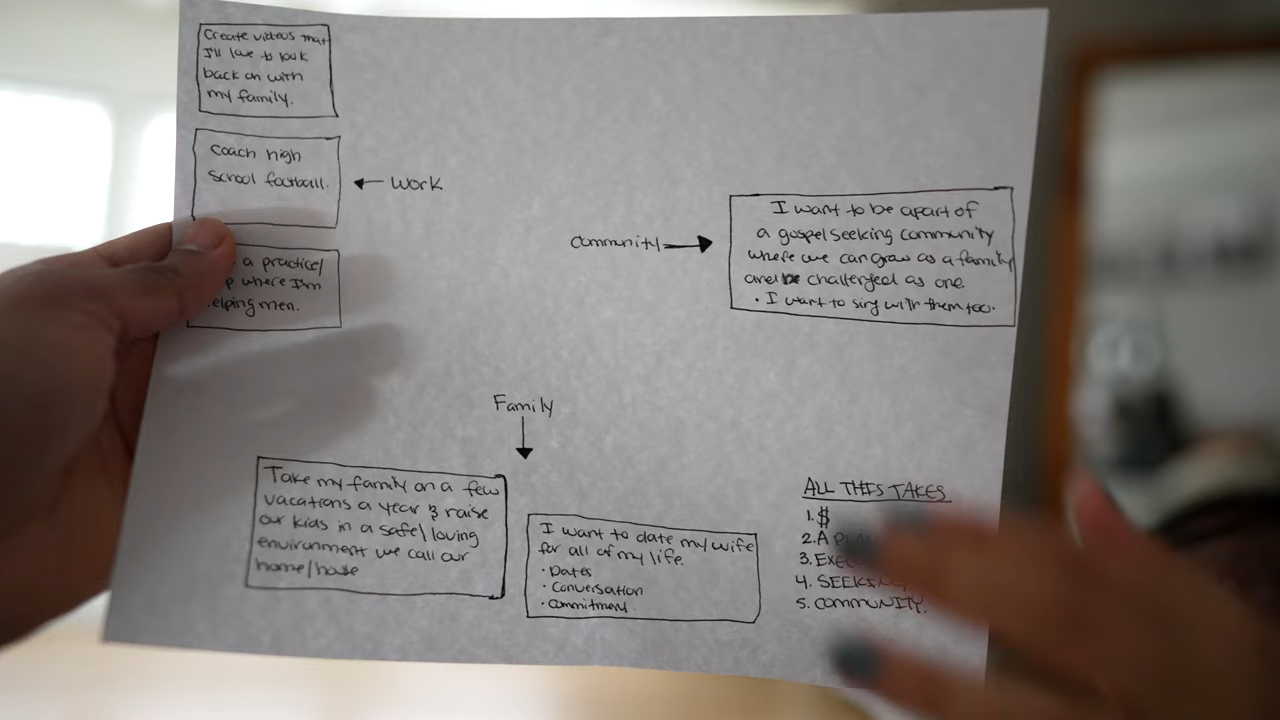 Create videos that
I'll love to look
back on with
my family.
Coach high
School football.
← Work
a practice/
where I'm
helping men.
Community →
I want to be apart of
a gospel seeking community
where we can grow as a family
and be challenged as one
• I want to sing with them too.
Family
Take my family on a few
vacations a year & raise
our kids in a safe/loving
environment we call our
home/house
I want to date my wife
for all of my life.
• Dates
• Conversation
• Commitment.
ALL THIS TAKES
1. $
2. A
3.
4. SEEKING
5. COMMUNITY.